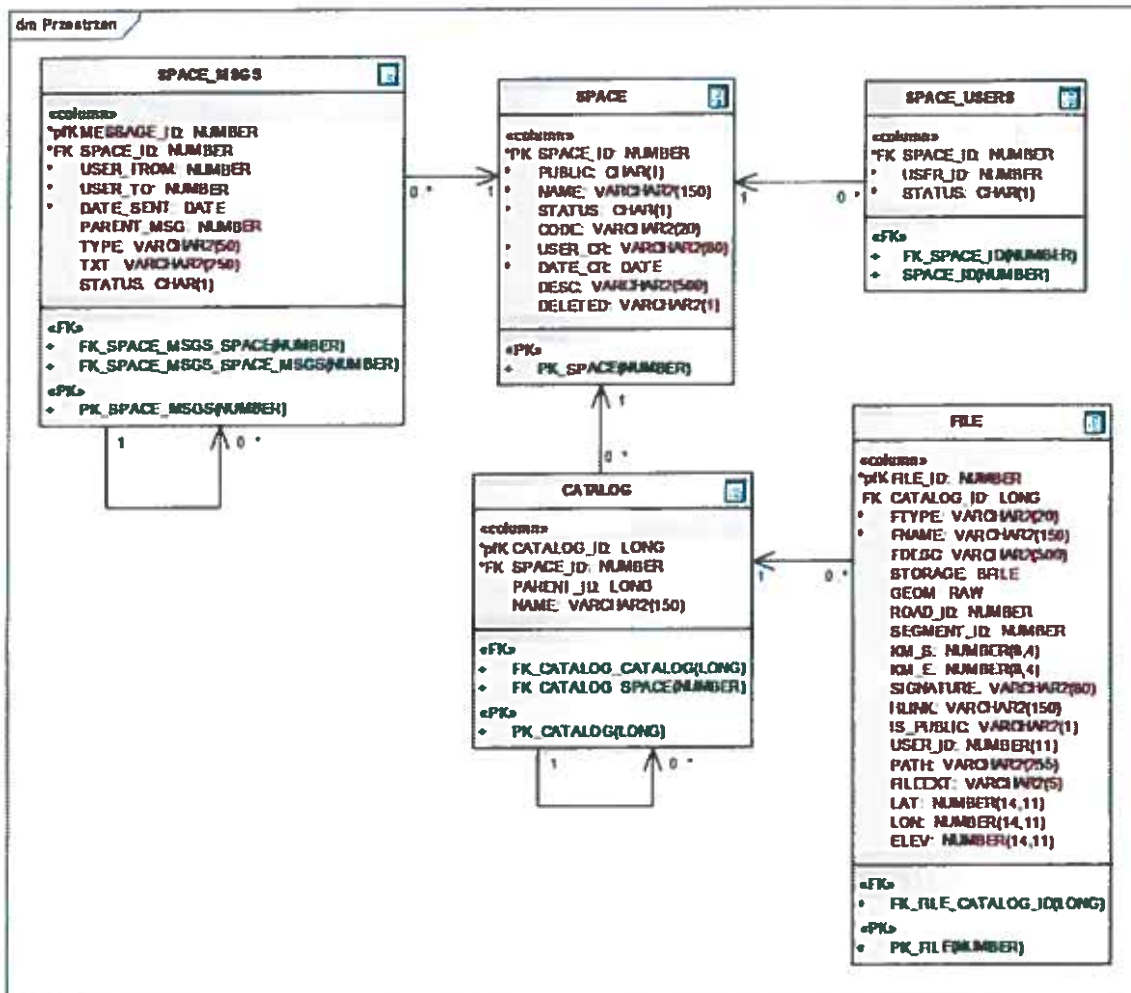 dm Przestrzen
SPACE_MSGS
«column»
*pfK MESSAGE_ID: NUMBER
*FK SPACE_ID: NUMBER
* USER_FROM: NUMBER
* USER_TO: NUMBER
* DATE_SENT: DATE
PARENT_MSG: NUMBER
TYPE: VARCHAR2(50)
TXT: VARCHAR2(250)
STATUS: CHAR(1)
«FK»
+ FK_SPACE_MSGS_SPACE(NUMBER)
+ FK_SPACE_MSGS_SPACE_MSGS(NUMBER)
«PK»
+ PK_SPACE_MSGS(NUMBER)
1
0..*
0..*
1
SPACE
«column»
*PK SPACE_ID: NUMBER
* PUBLIC: CHAR(1)
* NAME: VARCHAR2(150)
* STATUS: CHAR(1)
CODE: VARCHAR2(20)
* USER_CR: VARCHAR2(80)
* DATE_CR: DATE
DESC: VARCHAR2(500)
DELETED: VARCHAR2(1)
«PK»
+ PK_SPACE(NUMBER)
1
0..*
SPACE_USERS
«column»
*FK SPACE_ID: NUMBER
* USER_ID: NUMBER
* STATUS: CHAR(1)
«FK»
+ FK_SPACE_ID(NUMBER)
+ SPACE_ID(NUMBER)
1
0..*
CATALOG
«column»
*pfK CATALOG_ID: LONG
*FK SPACE_ID: NUMBER
PARENT_ID: LONG
NAME: VARCHAR2(150)
«FK»
+ FK_CATALOG_CATALOG(LONG)
+ FK_CATALOG_SPACE(NUMBER)
«PK»
+ PK_CATALOG(LONG)
1
0..*
1
0..*
FILE
«column»
*pfK FILE_ID: NUMBER
FK CATALOG_ID: LONG
* FTYPE: VARCHAR2(20)
* FNAME: VARCHAR2(150)
FDESC: VARCHAR2(500)
STORAGE: BFILE
GEOM: RAW
ROAD_ID: NUMBER
SEGMENT_ID: NUMBER
KM_S: NUMBER(8,4)
KM_E: NUMBER(8,4)
SIGNATURE: VARCHAR2(80)
HLINK: VARCHAR2(150)
IS_PUBLIC: VARCHAR2(1)
USER_ID: NUMBER(11)
PATH: VARCHAR2(255)
FILEEXT: VARCHAR2(5)
LAT: NUMBER(14,11)
LON: NUMBER(14,11)
ELEV: NUMBER(14,11)
«FK»
+ FK_FILE_CATALOG_ID(LONG)
«PK»
+ PK_FILE(NUMBER)